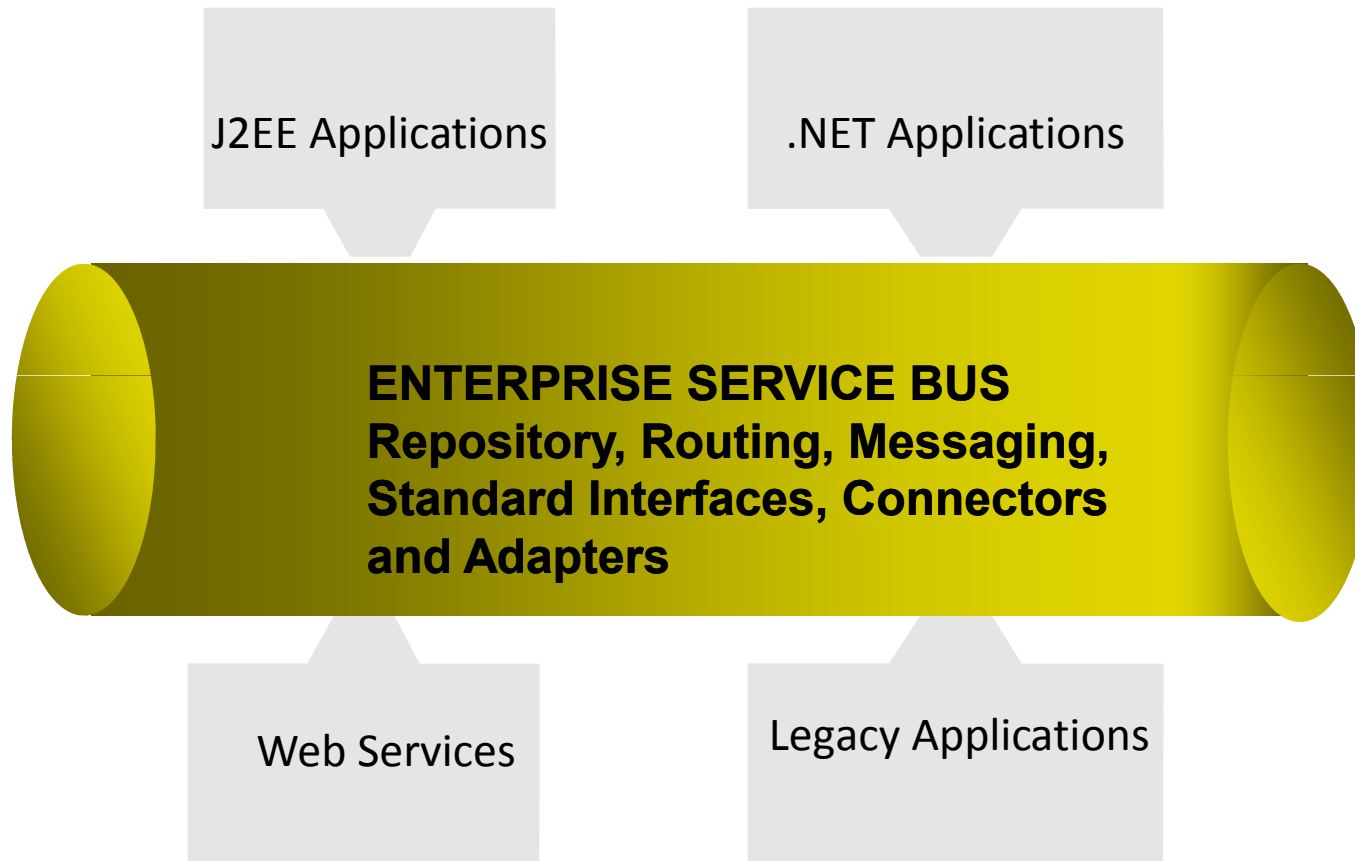 J2EE Applications
.NET Applications
ENTERPRISE SERVICE BUS
Repository, Routing, Messaging,
Standard Interfaces, Connectors
and Adapters
Web Services
Legacy Applications